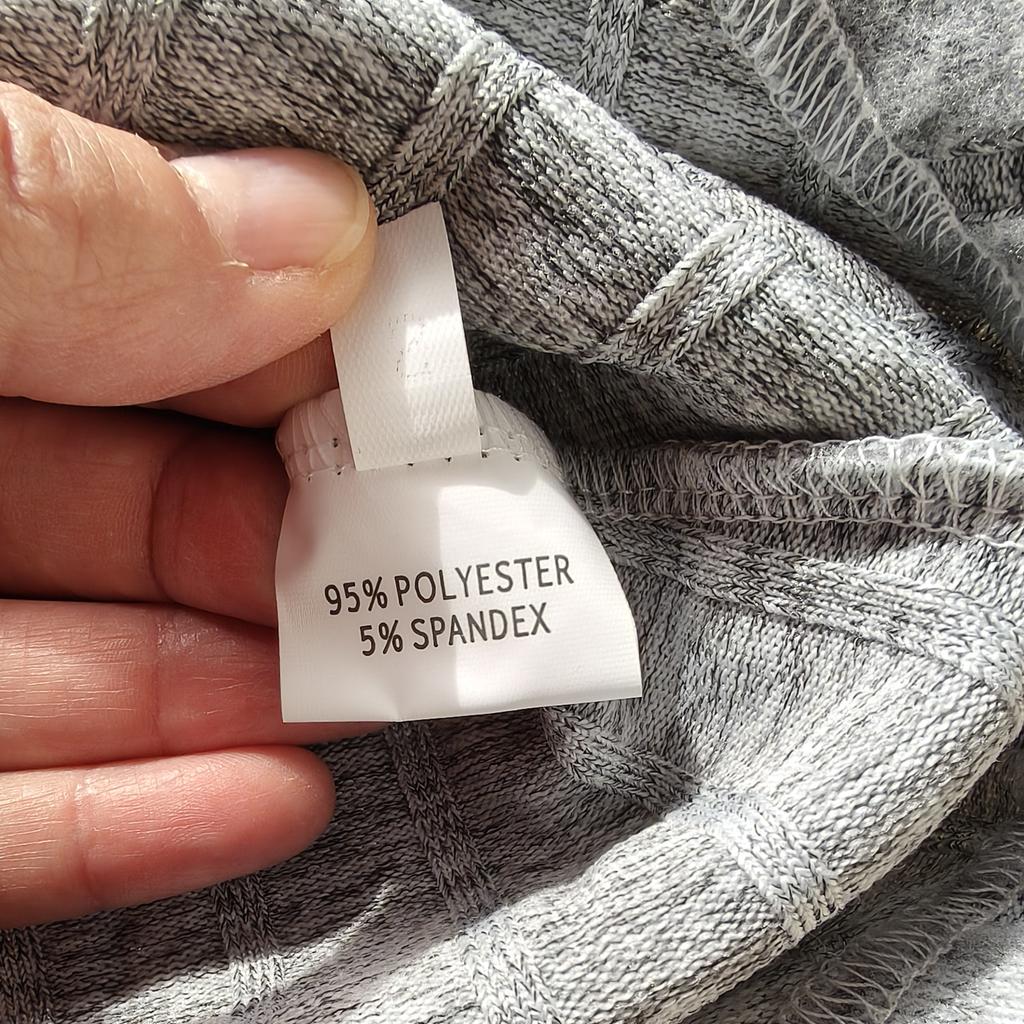 95% POLYESTER
5% SPANDEX